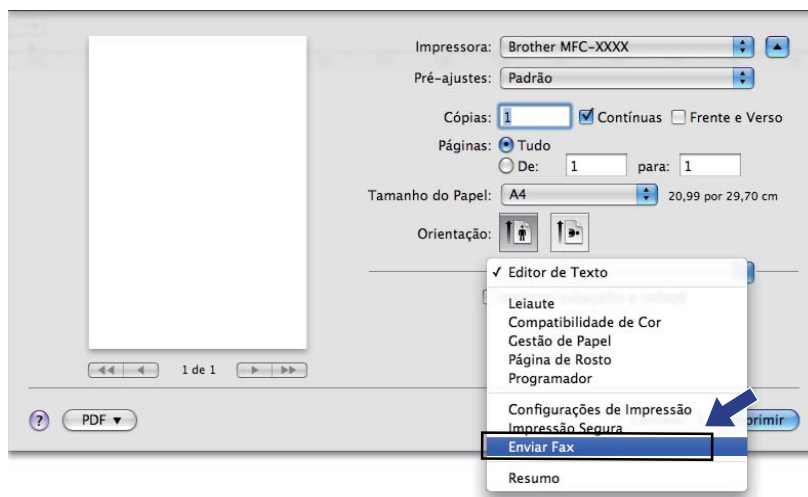 Impressora: Brother MFC-XXXX
Pré-ajustes: Padrão
Cópias: 1 Contínuas Frente e Verso
Páginas: Tudo
De: 1 para: 1
Tamanho do Papel: A4 20,99 por 29,70 cm
Orientação:
✓ Editor de Texto
Leiaute
Compatibilidade de Cor
Gestão de Papel
Página de Rosto
Programador
1 de 1
Configurações de Impressão
? PDF ▼
Impressão Segura
Enviar Fax
Resumo